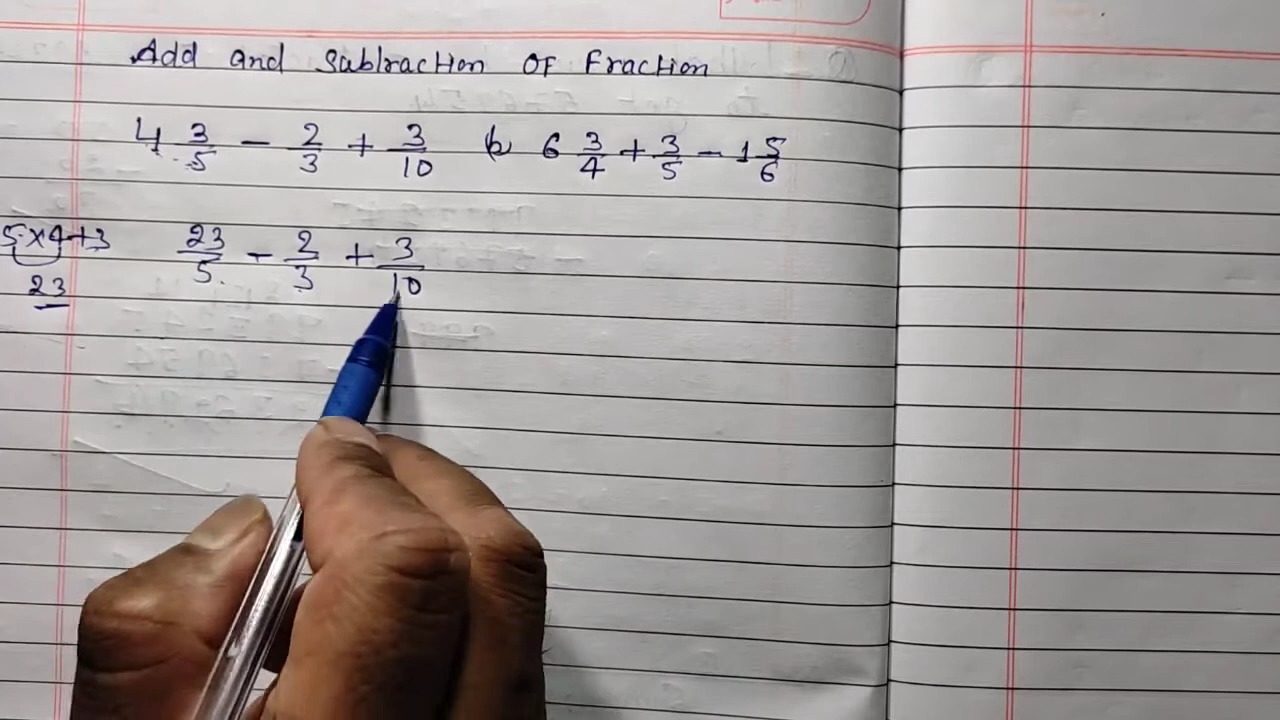 Add and Sabtraction OF Fraction
4 3/5 - 2/3 + 3/10 (b) 6 3/4 + 3/5 - 1 5/6
5×4+3 23/5 - 2/3 + 3/10
23